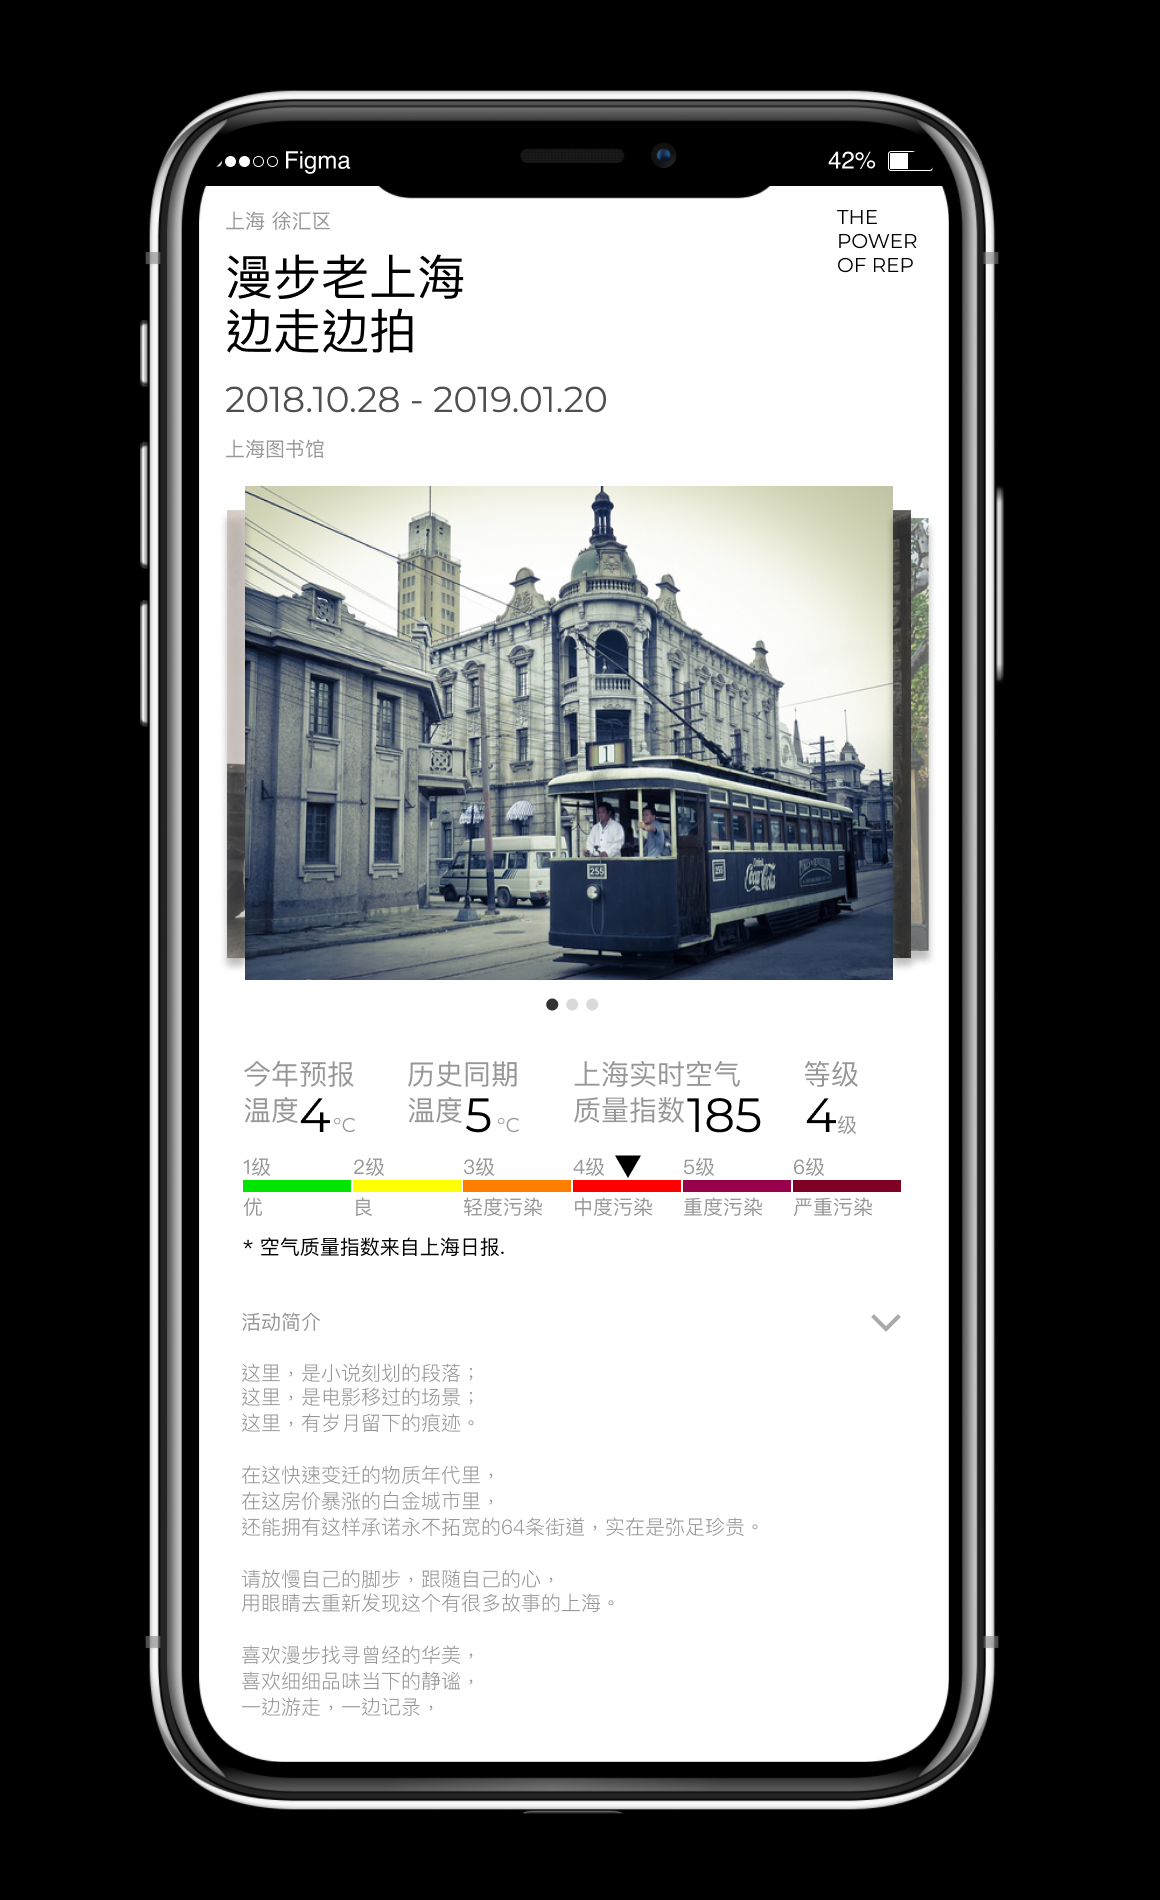 Figma
42%
上海 徐汇区
THE
POWER
OF REP
漫步老上海
边走边拍
2018.10.28 - 2019.01.20
上海图书馆
1
255
255
Drink
Coca-Cola
今年预报
温度4°C
历史同期
温度5°C
上海实时空气
质量指数185
等级
4级
1级 2级 3级 4级 5级 6级
优 良 轻度污染 中度污染 重度污染 严重污染
* 空气质量指数来自上海日报.
活动简介
这里，是小说刻划的段落；
这里，是电影移过的场景；
这里，有岁月留下的痕迹。
在这快速变迁的物质年代里，
在这房价暴涨的白金城市里，
还能拥有这样承诺永不拓宽的64条街道，实在是弥足珍贵。
请放慢自己的脚步，跟随自己的心，
用眼睛去重新发现这个有很多故事的上海。
喜欢漫步找寻曾经的华美，
喜欢细细品味当下的静谧，
一边游走，一边记录，